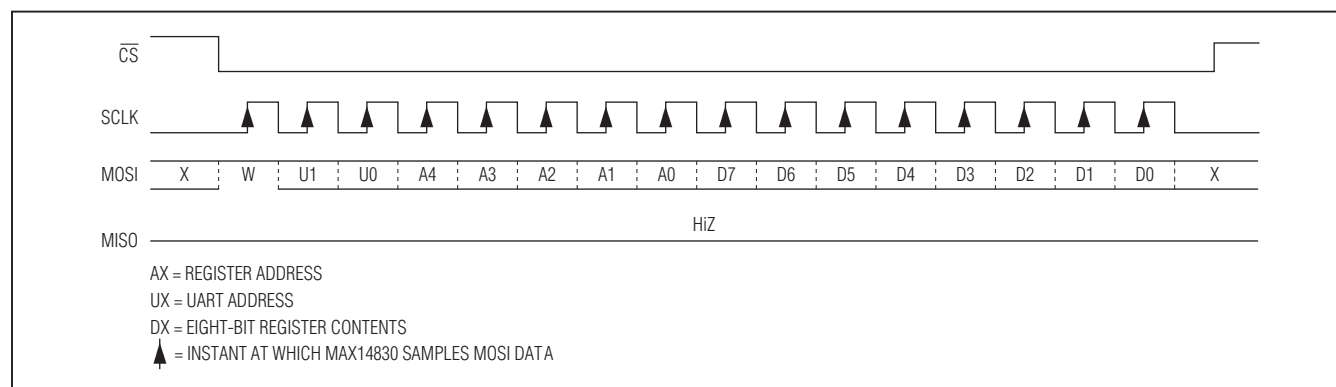 CS
SCLK
MOSI X W U1 U0 A4 A3 A2 A1 A0 D7 D6 D5 D4 D3 D2 D1 D0 X
HiZ
MISO
AX = REGISTER ADDRESS
UX = UART ADDRESS
DX = EIGHT-BIT REGISTER CONTENTS
= INSTANT AT WHICH MAX14830 SAMPLES MOSI DATA